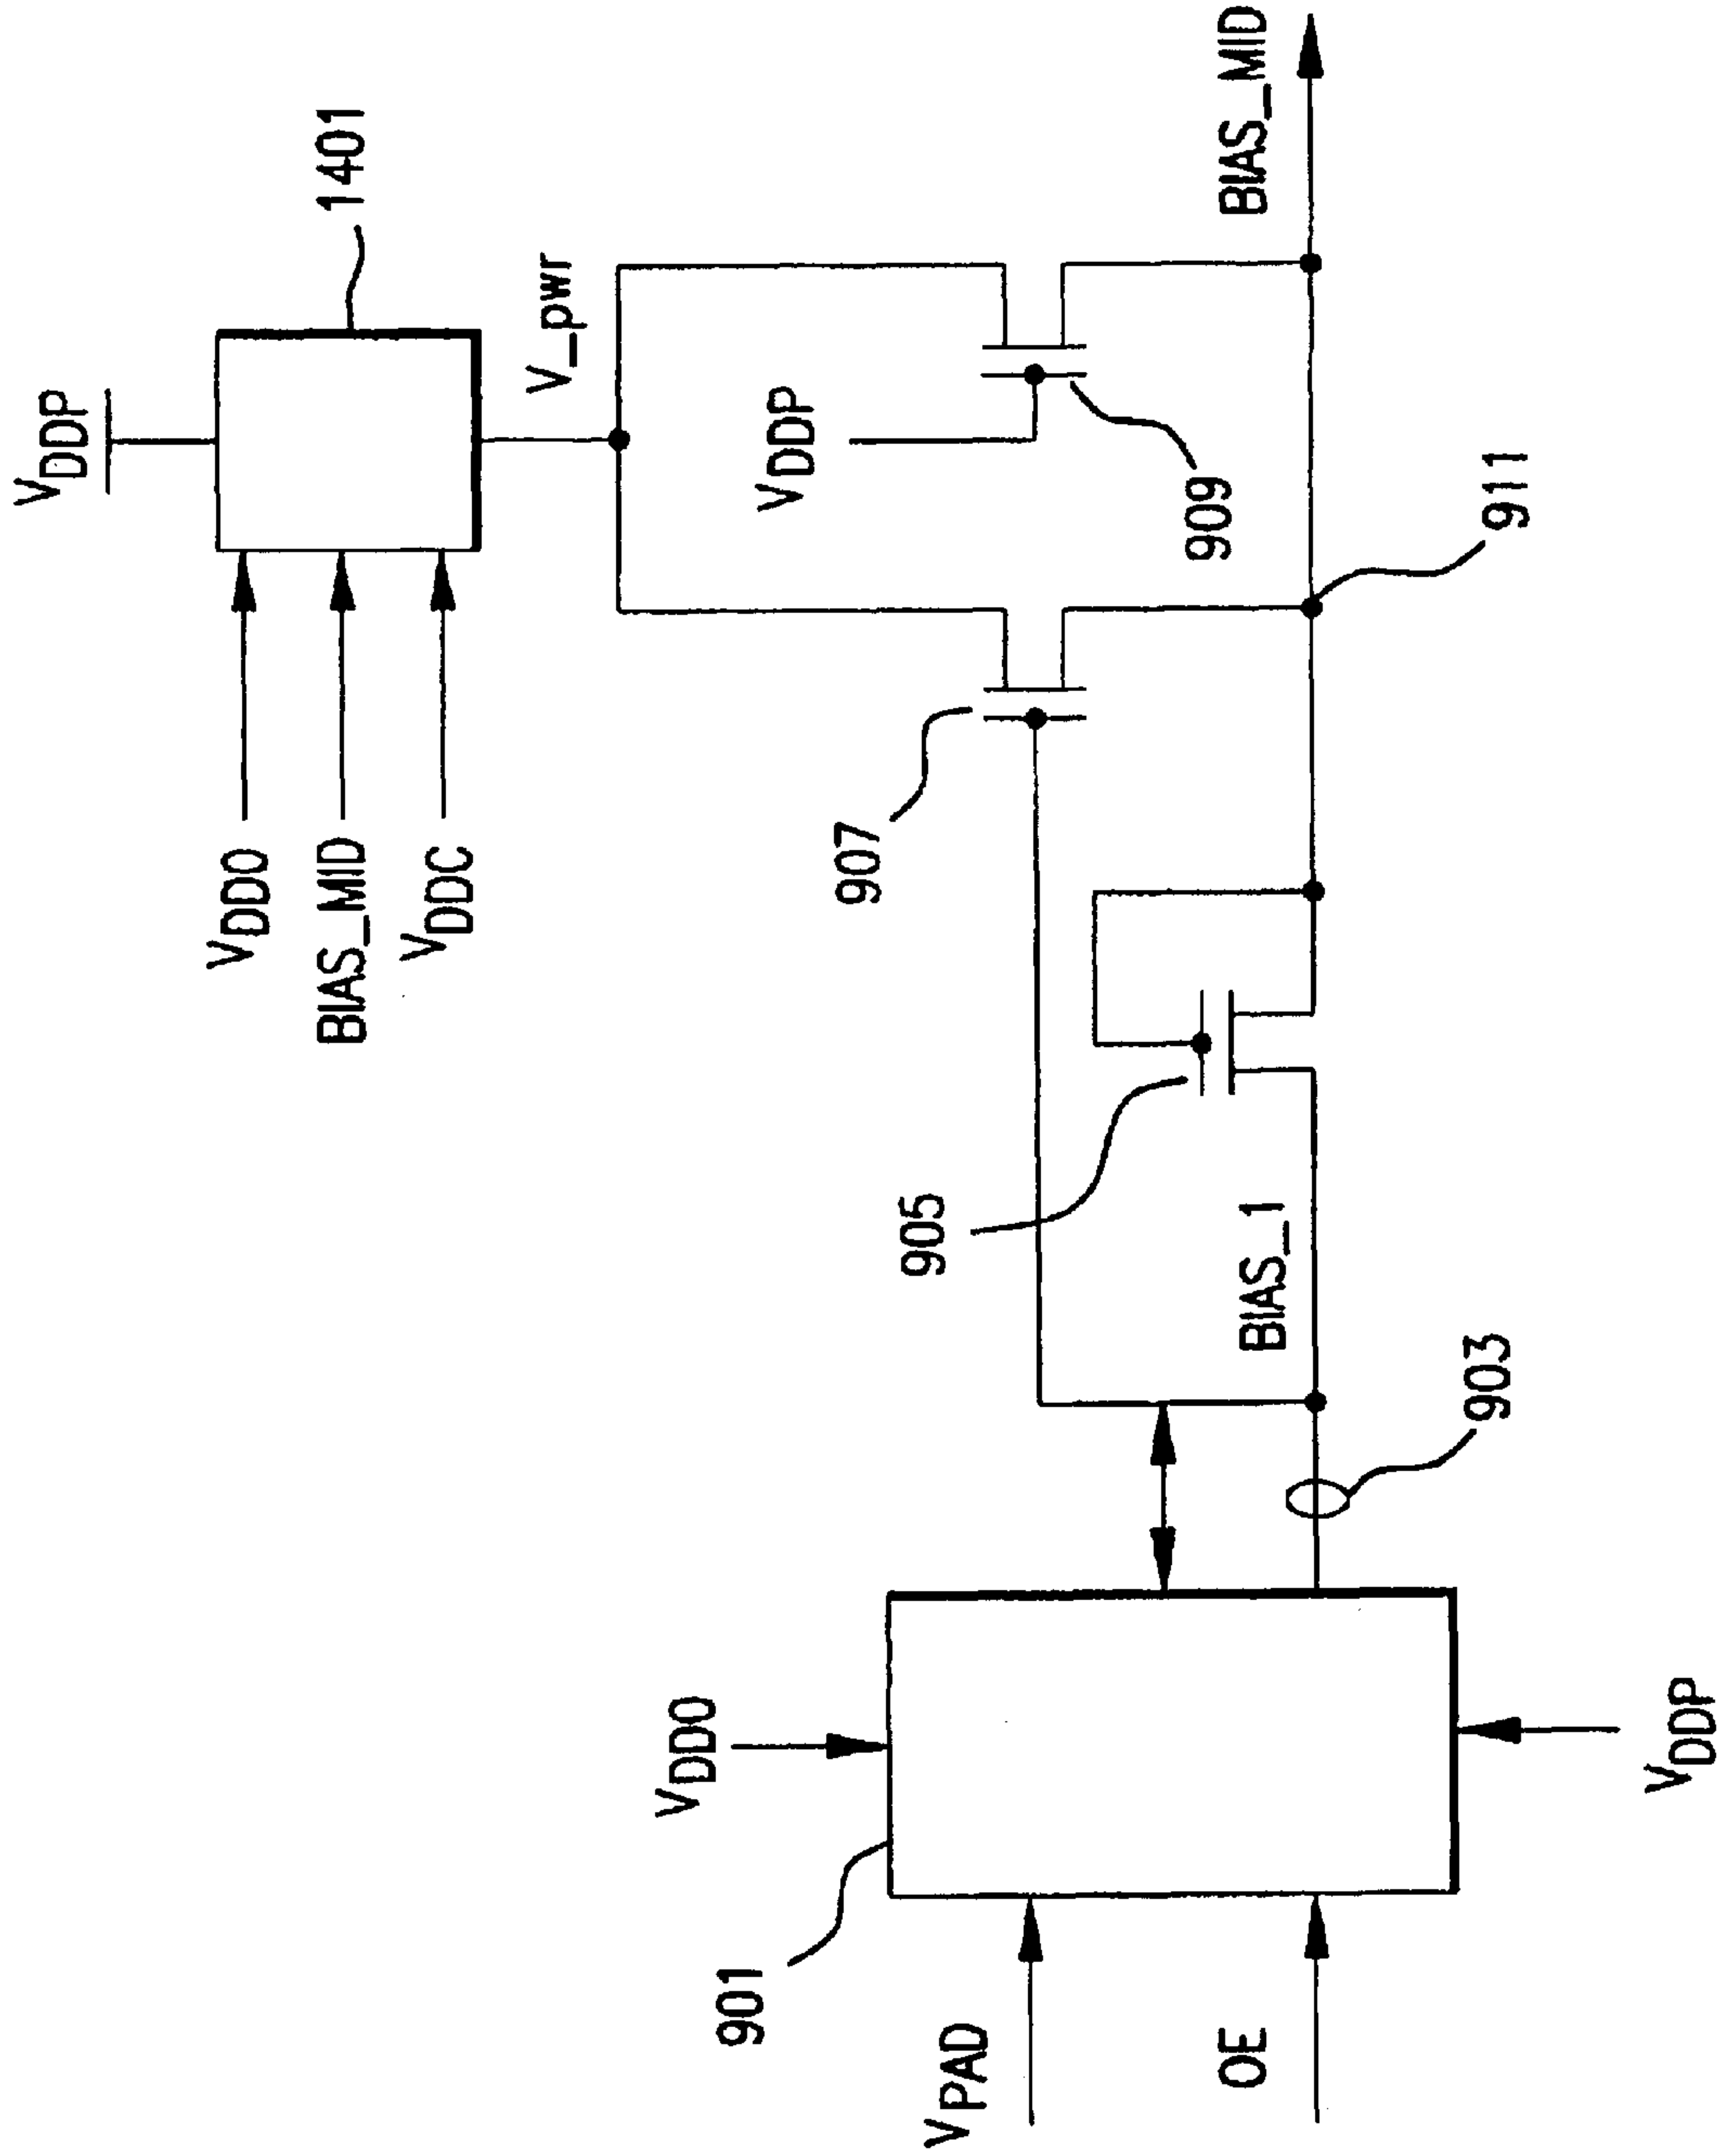 VDDP
1401
VDDO
BIAS_MID
VDDC
V_pwr
VDDP
909
907
BIAS_MID
911
905
BIAS_1
903
901
VDDO
VPAD
OE
VDDP